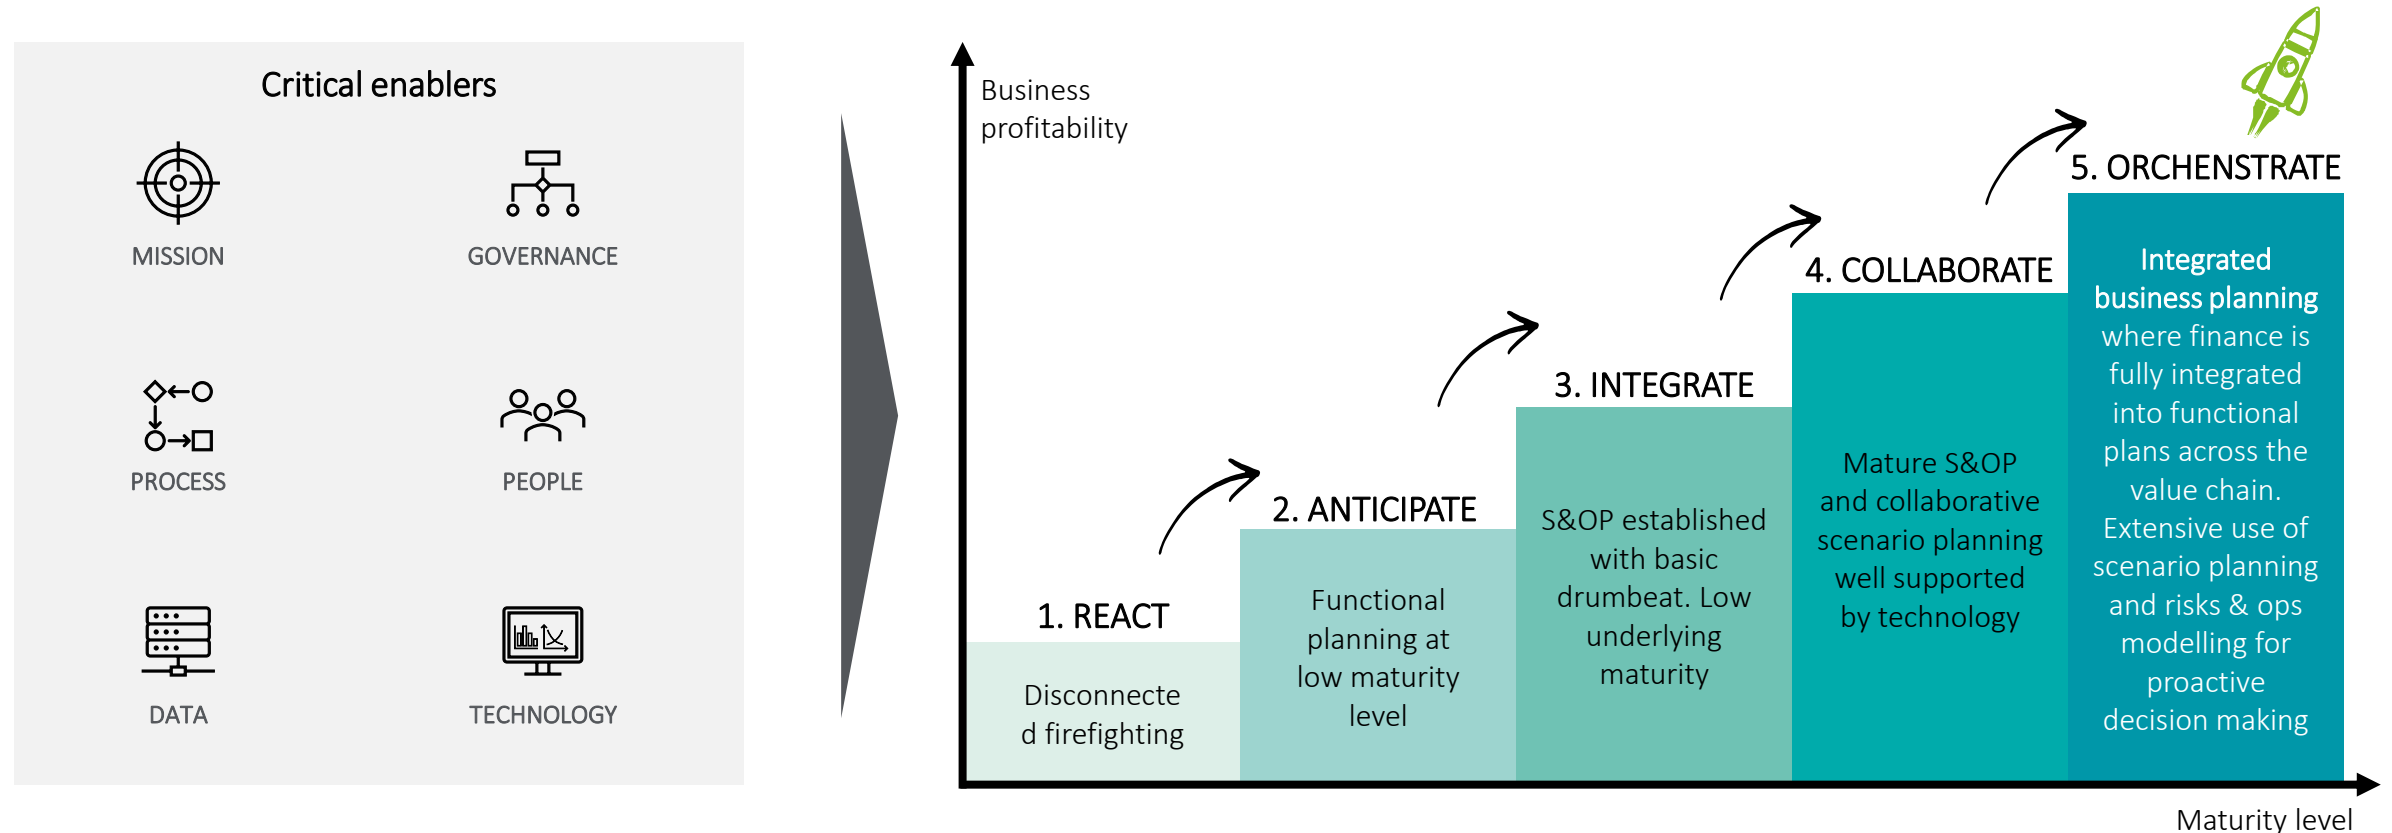 Critical enablers
MISSION
GOVERNANCE
PROCESS
PEOPLE
DATA
TECHNOLOGY
Business
profitability
1. REACT
Disconnecte
d firefighting
2. ANTICIPATE
Functional
planning at
low maturity
level
3. INTEGRATE
S&OP established
with basic
drumbeat. Low
underlying
maturity
4. COLLABORATE
Mature S&OP
and collaborative
scenario planning
well supported
by technology
5. ORCHENSTRATE
Integrated
business planning
where finance is
fully integrated
into functional
plans across the
value chain.
Extensive use of
scenario planning
and risks & ops
modelling for
proactive
decision making
Maturity level